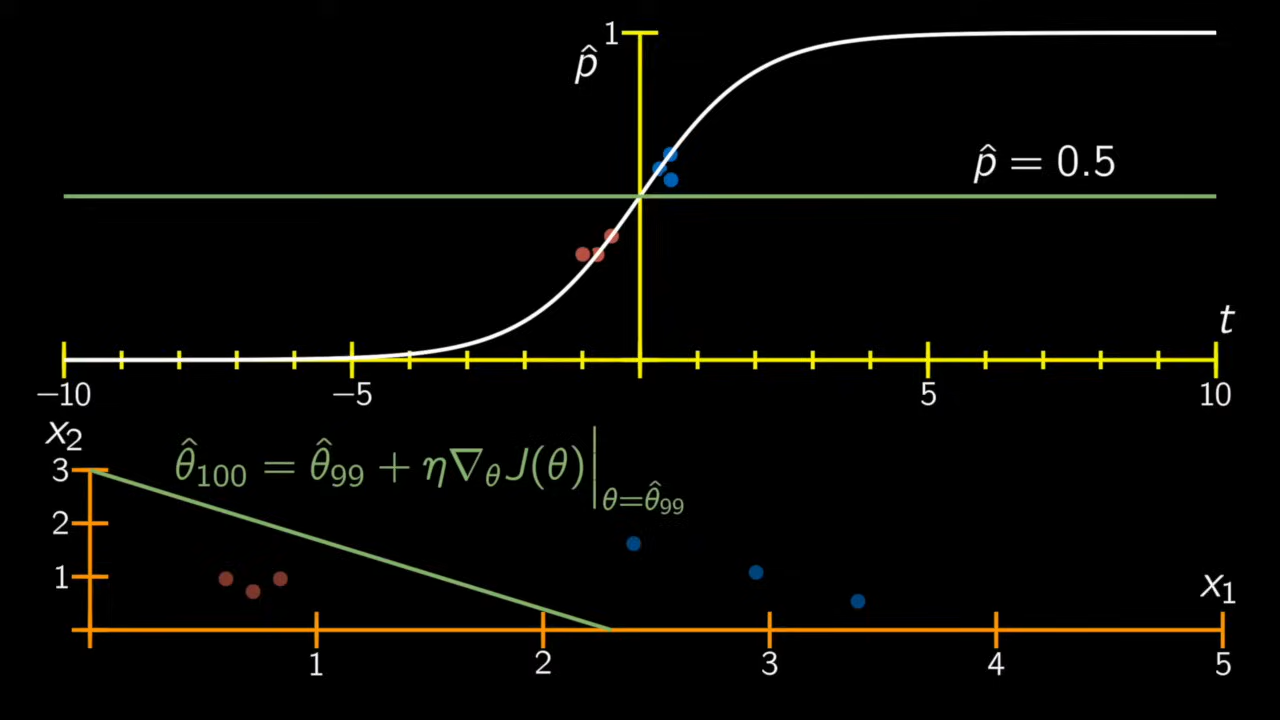 1
p̂
p̂ = 0.5
t
−10 −5 5 10
x₂
θ̂₁₀₀ = θ̂₉₉ + η∇_θ J(θ)|_{θ=θ̂₉₉}
3
2
1
x₁
1 2 3 4 5